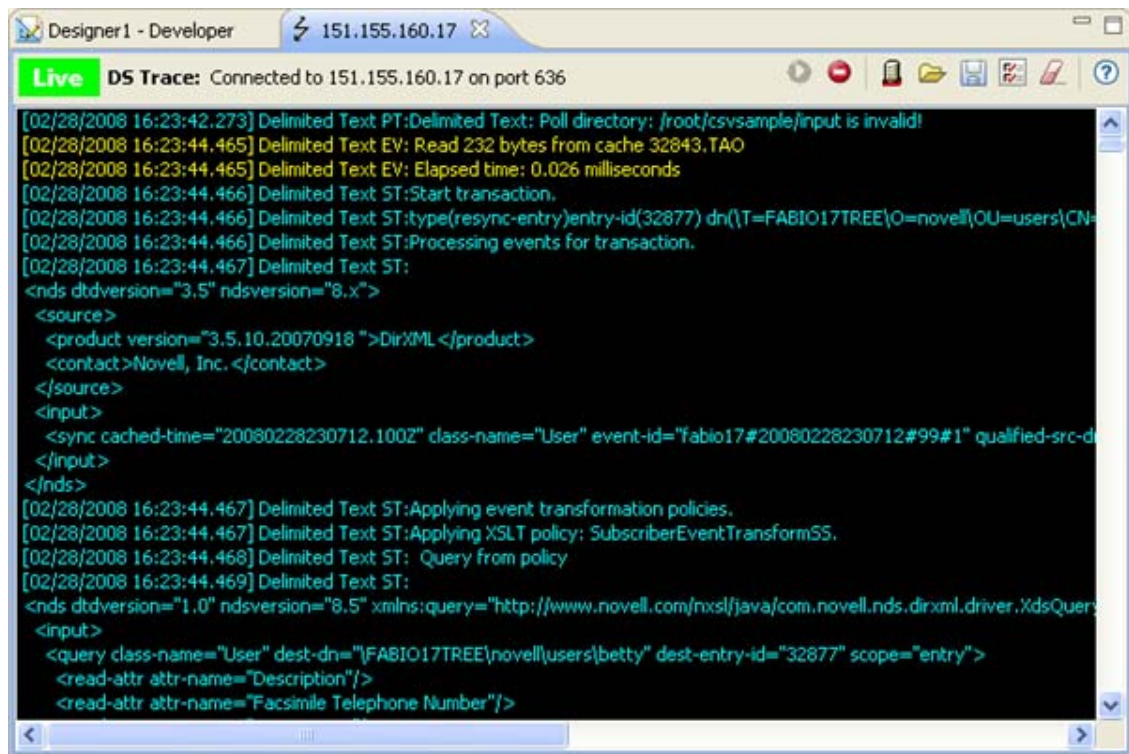 Designer1 - Developer
151.155.160.17
Live DS Trace: Connected to 151.155.160.17 on port 636
[02/28/2008 16:23:42.273] Delimited Text PT:Delimited Text: Poll directory: /root/csvsample/input is invalid!
[02/28/2008 16:23:44.465] Delimited Text EV: Read 232 bytes from cache 32843.TAO
[02/28/2008 16:23:44.465] Delimited Text EV: Elapsed time: 0.026 milliseconds
[02/28/2008 16:23:44.466] Delimited Text ST:Start transaction.
[02/28/2008 16:23:44.466] Delimited Text ST:type(resync-entry)entry-id(32877) dn(\T=FABIO17TREE\O=novell\OU=users\CN=
[02/28/2008 16:23:44.466] Delimited Text ST:Processing events for transaction.
[02/28/2008 16:23:44.467] Delimited Text ST:
<nds dtdversion="3.5" ndsversion="8.x">
<source>
<product version="3.5.10.20070918 ">DirXML</product>
<contact>Novell, Inc.</contact>
</source>
<input>
<sync cached-time="20080228230712.100Z" class-name="User" event-id="fabio17#20080228230712#99#1" qualified-src-d
</input>
</nds>
[02/28/2008 16:23:44.467] Delimited Text ST:Applying event transformation policies.
[02/28/2008 16:23:44.467] Delimited Text ST:Applying XSLT policy: SubscriberEventTransformSS.
[02/28/2008 16:23:44.468] Delimited Text ST: Query from policy
[02/28/2008 16:23:44.469] Delimited Text ST:
<nds dtdversion="1.0" ndsversion="8.5" xmlns:query="http://www.novell.com/nxsl/java/com.novell.nds.dirxml.driver.XdsQuery
<input>
<query class-name="User" dest-dn="\FABIO17TREE\novell\users\betty" dest-entry-id="32877" scope="entry">
<read-attr attr-name="Description"/>
<read-attr attr-name="Facsimile Telephone Number"/>